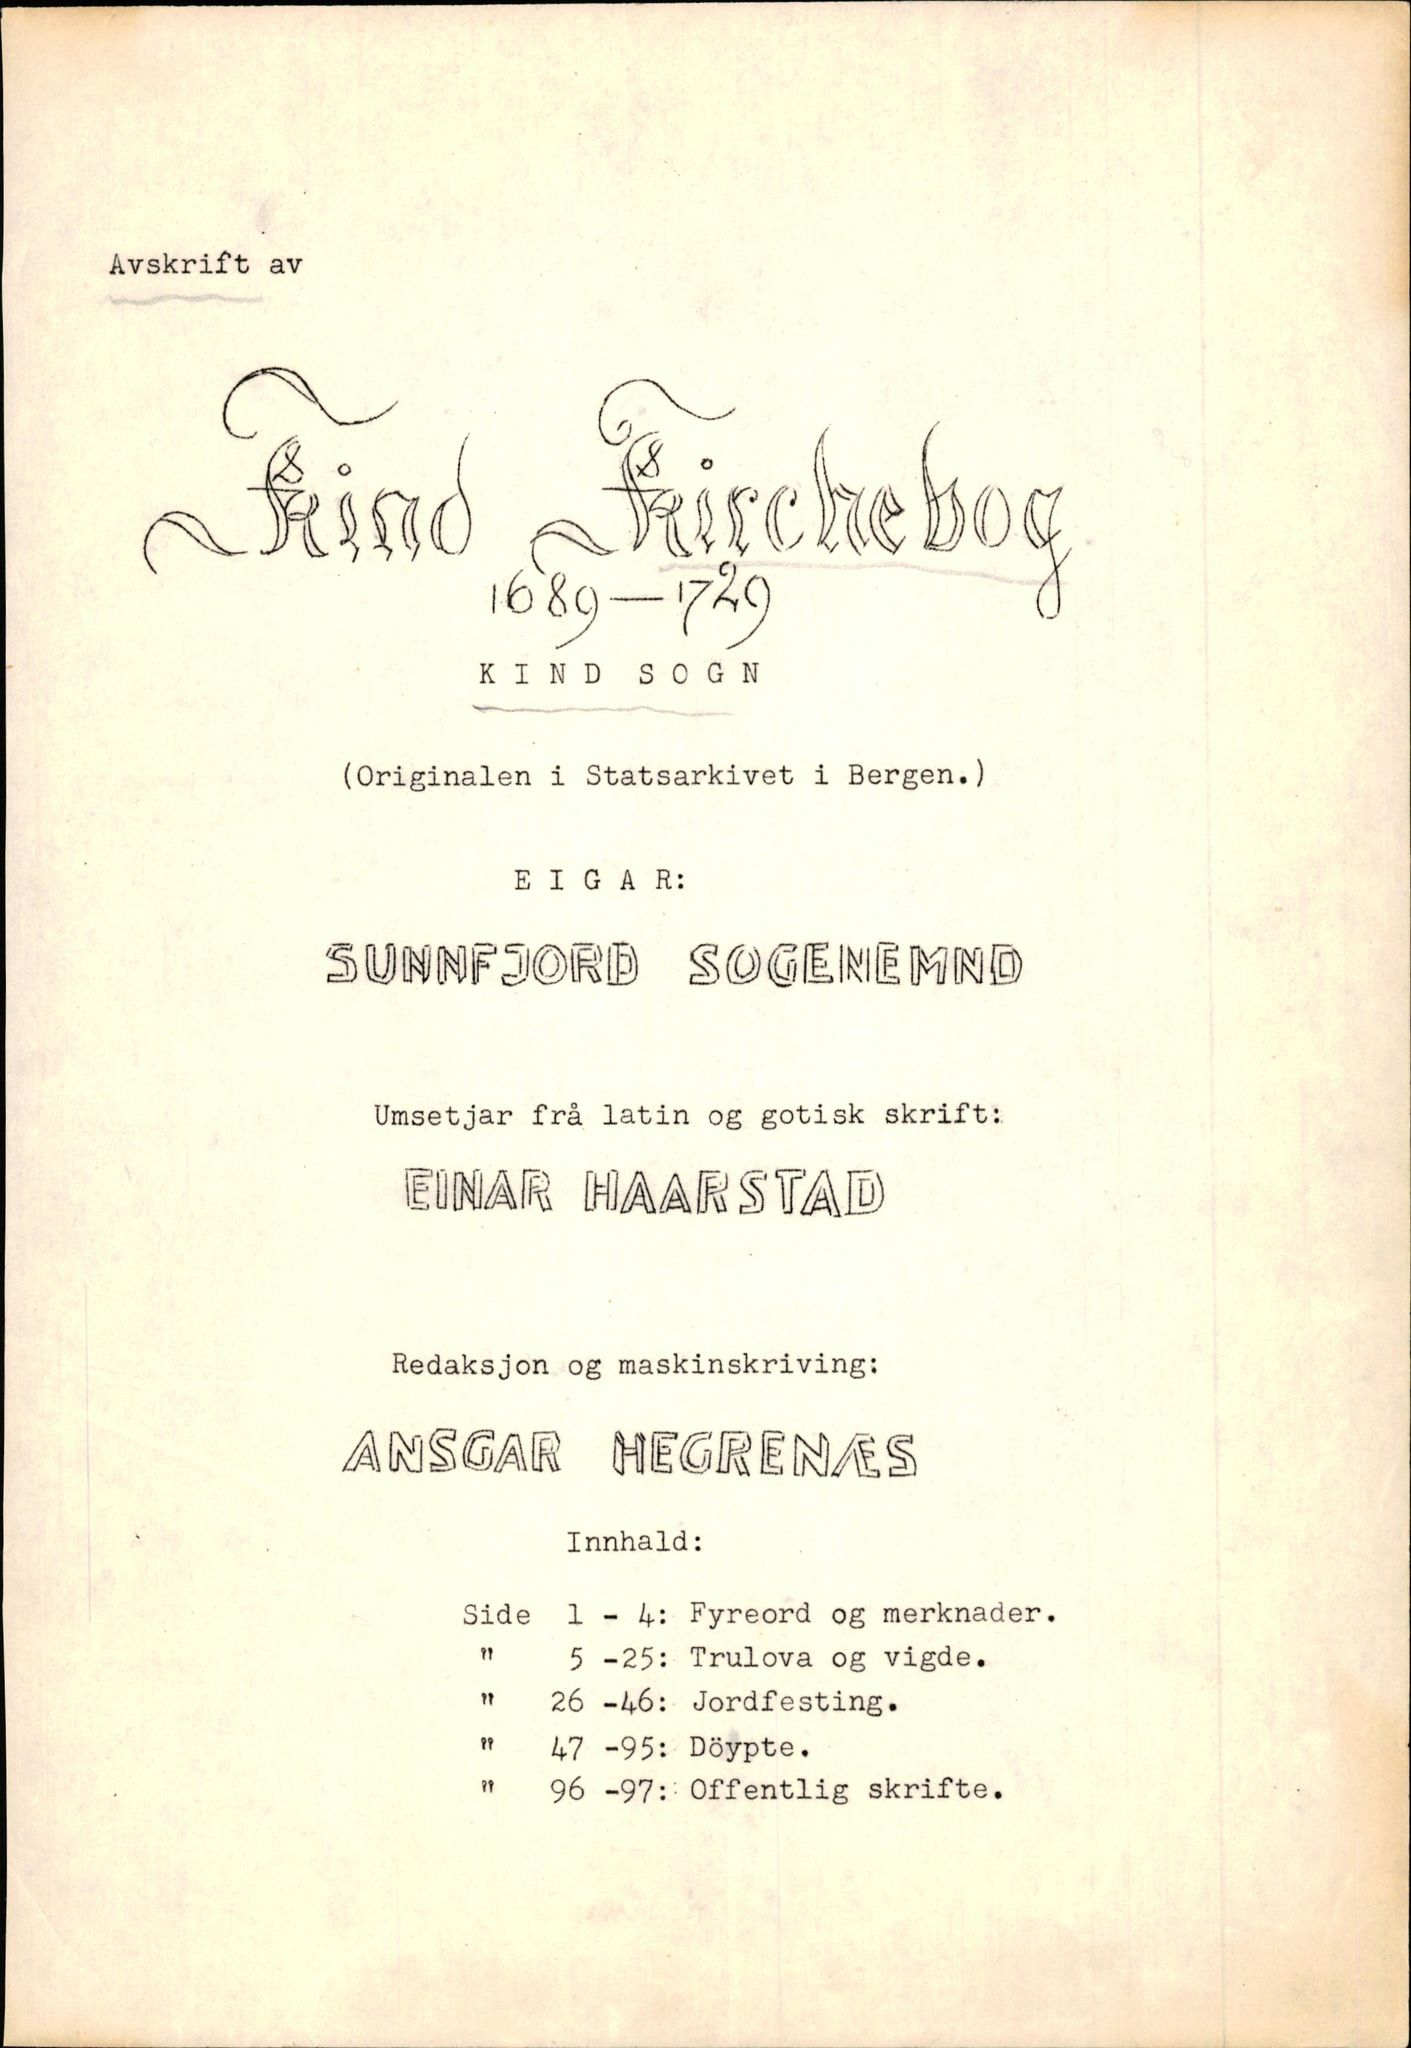 Avskrift av
Kind Kirchebog
1689-1729
KIND SOGN
(Originalen i Statsarkivet i Bergen.)
EIGAR:
SUNNFJORD SOGENEMND
Umsetjar frå latin og gotisk skrift:
EINAR HAARSTAD
Redaksjon og maskinskriving:
ANSGAR HEGRENÆS
Innhald:
Side 1 - 4: Fyreord og merknader.
" 5 -25: Trulova og vigde.
" 26 -46: Jordfesting.
" 47 -95: Döypte.
" 96 -97: Offentlig skrifte.